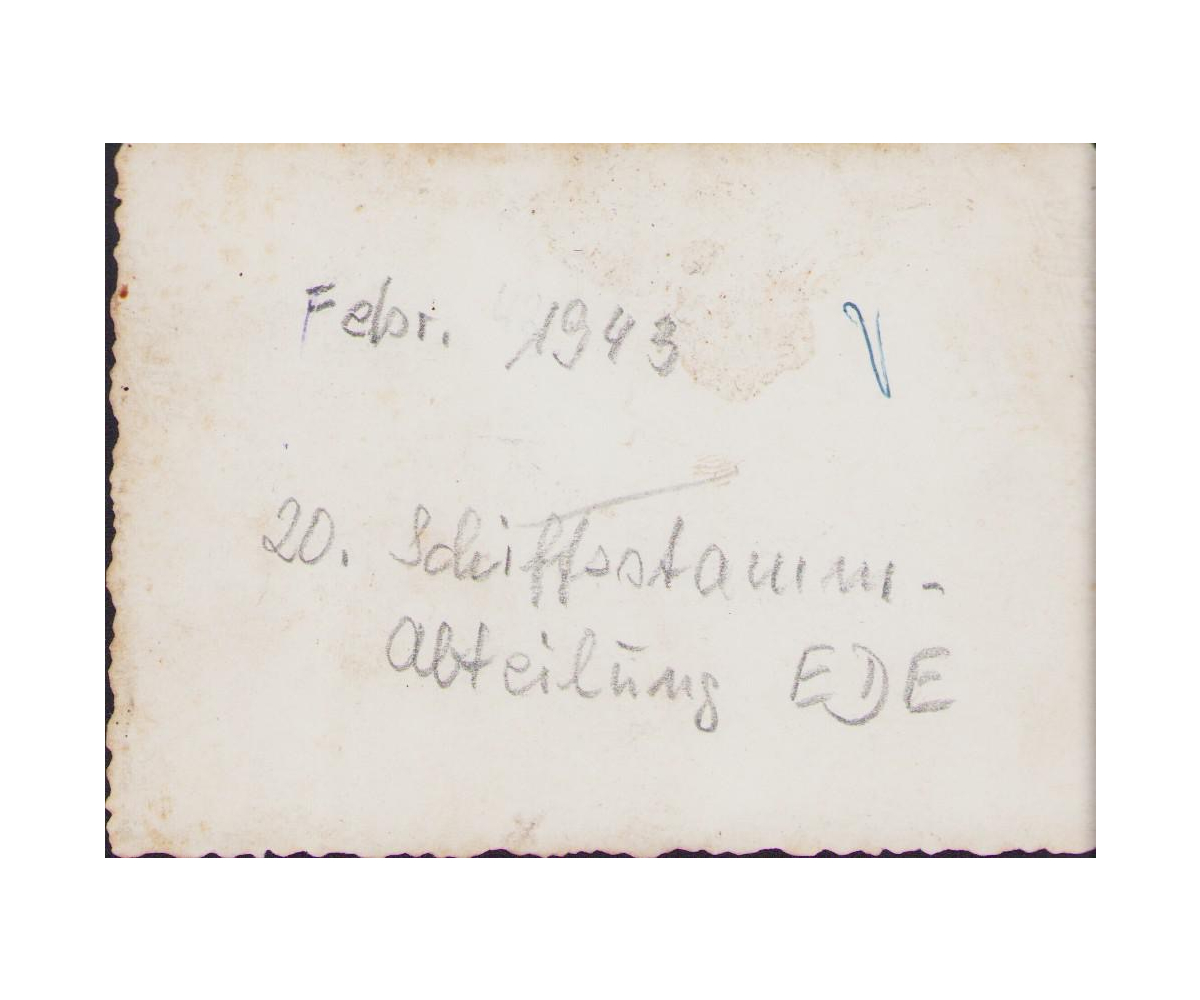 Febr. 1943
20. Schiffsstamm-
Abteilung EDE